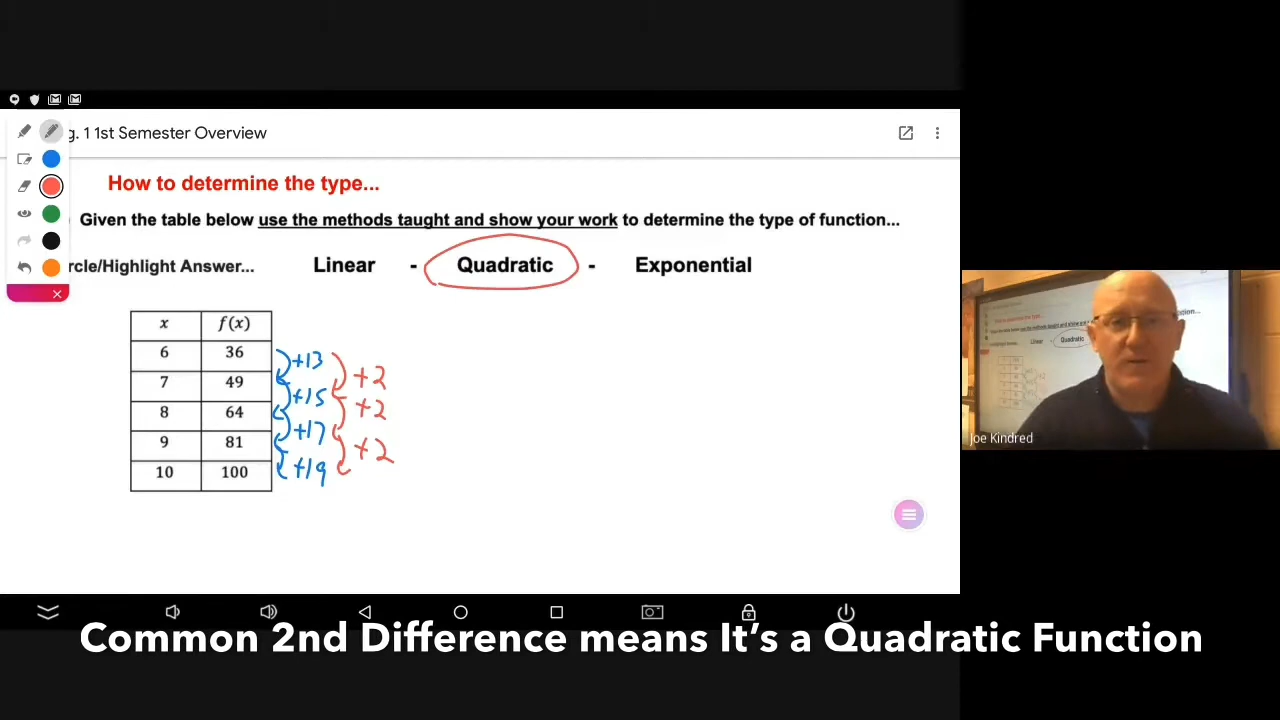 g. 1 1st Semester Overview
How to determine the type...
Given the table below use the methods taught and show your work to determine the type of function...
rcle/Highlight Answer... Linear - Quadratic - Exponential
x f(x)
6 36
7 49
8 64
9 81
10 100
+13
+15
+17
+19
+2
+2
+2
Joe Kindred
Common 2nd Difference means It's a Quadratic Function